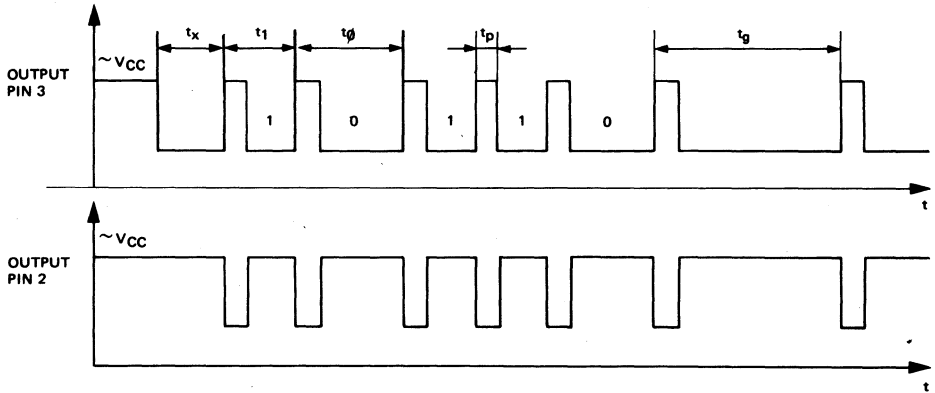 tx t1 tø tp tg
~VCC
OUTPUT
PIN 3
1 0 1 1 0
t
~VCC
OUTPUT
PIN 2
t